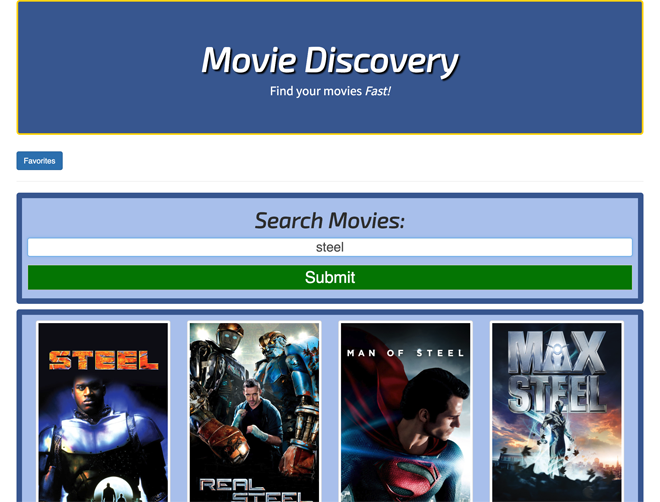 Movie Discovery
Find your movies Fast!
Favorites
Search Movies:
steel
Submit
STEEL
REAL
STEEL
MAN OF STEEL
MAX
STEEL